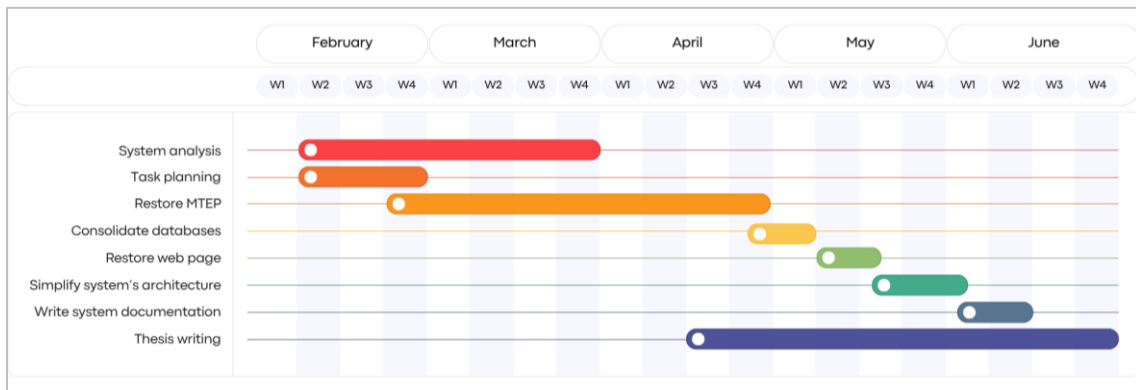 February March April May June
W1 W2 W3 W4 W1 W2 W3 W4 W1 W2 W3 W4 W1 W2 W3 W4 W1 W2 W3 W4
System analysis
Task planning
Restore MTEP
Consolidate databases
Restore web page
Simplify system's architecture
Write system documentation
Thesis writing